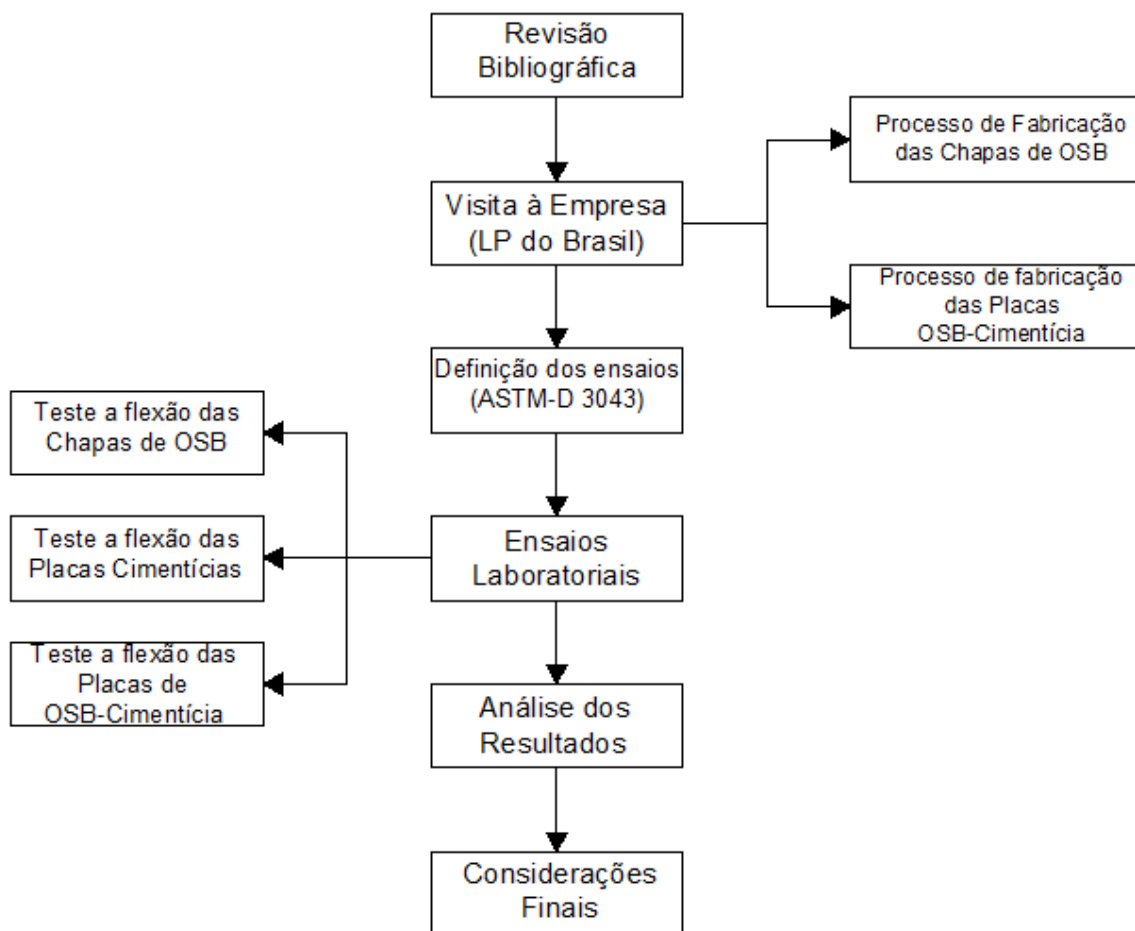 Revisão
Bibliográfica
Processo de Fabricação
das Chapas de OSB
Visita à Empresa
(LP do Brasil)
Processo de fabricação
das Placas
OSB-Cimentícia
Definição dos ensaios
(ASTM-D 3043)
Teste a flexão das
Chapas de OSB
Teste a flexão das
Placas Cimentícias
Ensaios
Laboratoriais
Teste a flexão das
Placas de
OSB-Cimentícia
Análise dos
Resultados
Considerações
Finais